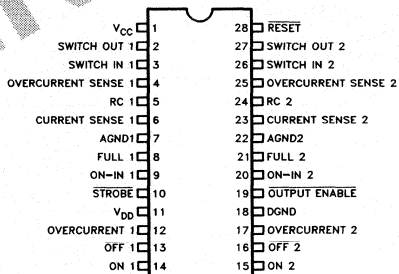 VCC 1 28 RESET
SWITCH OUT 1 2 27 SWITCH OUT 2
SWITCH IN 1 3 26 SWITCH IN 2
OVERCURRENT SENSE 1 4 25 OVERCURRENT SENSE 2
RC 1 5 24 RC 2
CURRENT SENSE 1 6 23 CURRENT SENSE 2
AGND1 7 22 AGND2
FULL 1 8 21 FULL 2
ON-IN 1 9 20 ON-IN 2
STROBE 10 19 OUTPUT ENABLE
VDD 11 18 DGND
OVERCURRENT 1 12 17 OVERCURRENT 2
OFF 1 13 16 OFF 2
ON 1 14 15 ON 2